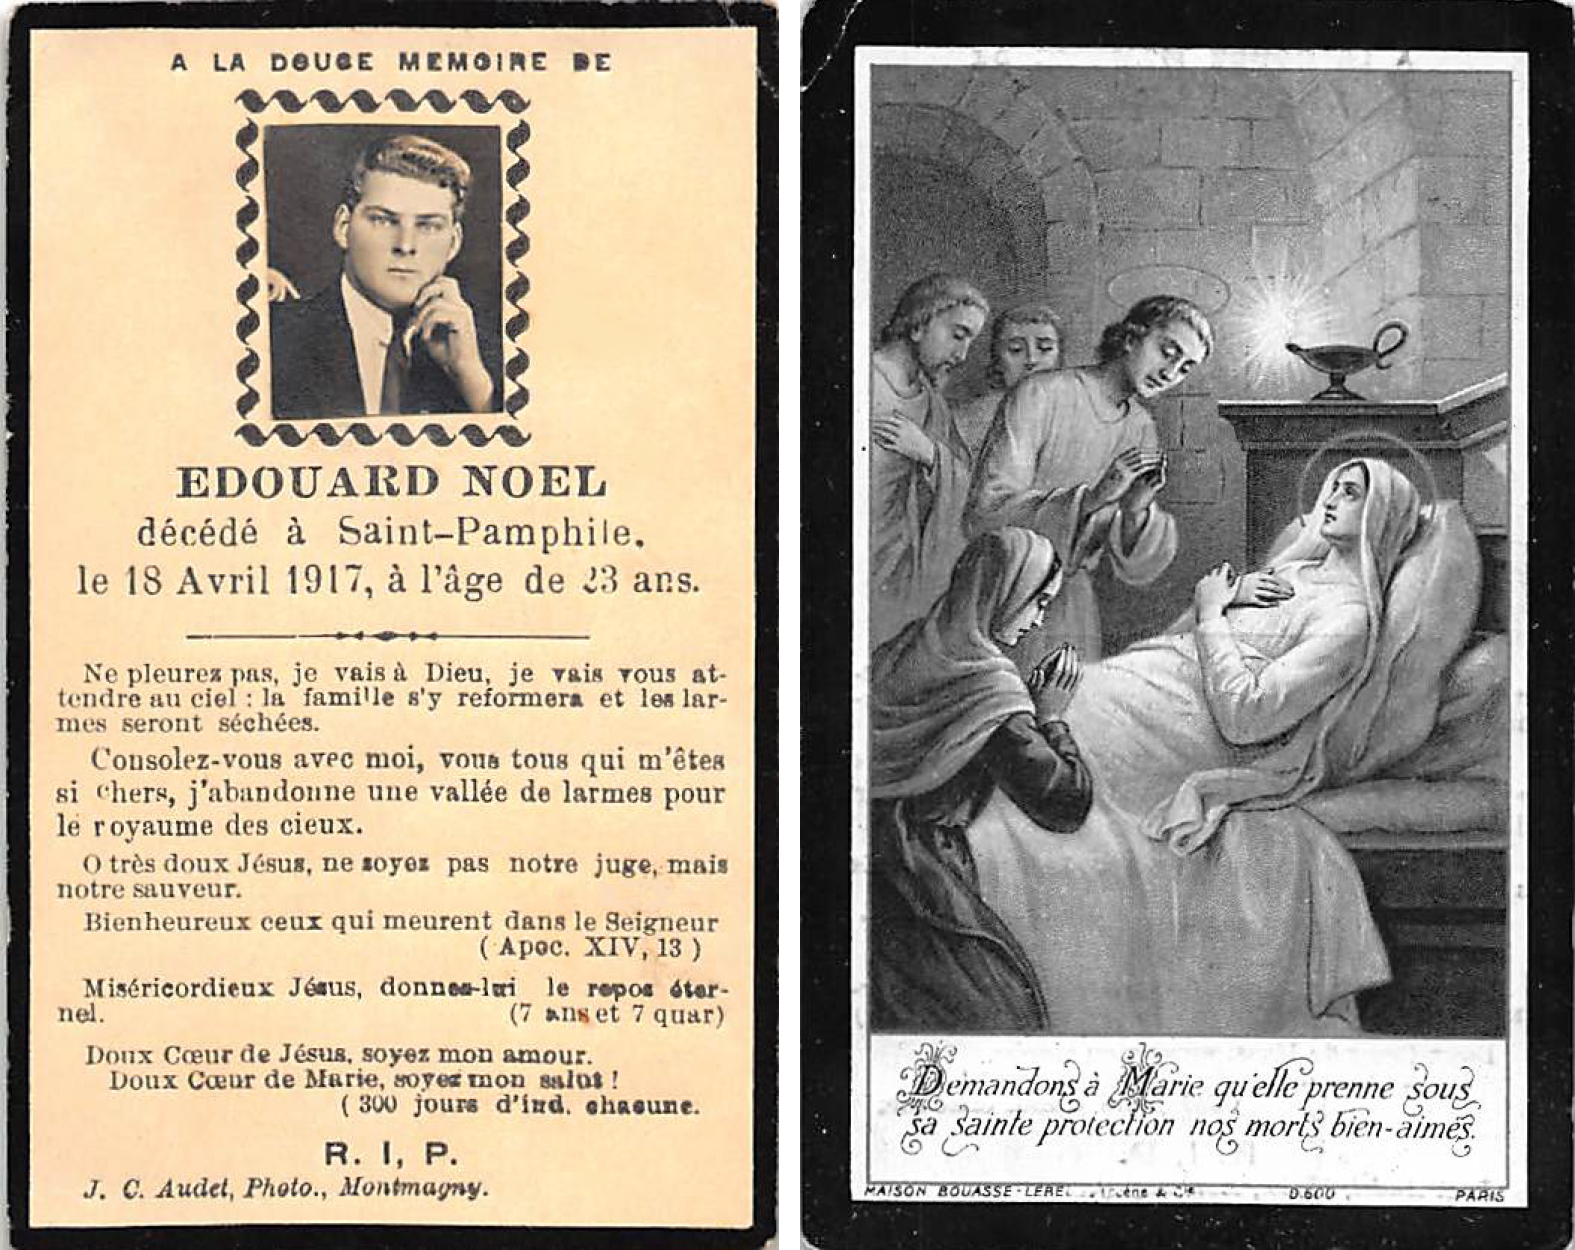 A LA DOUCE MEMOIRE DE
EDOUARD NOEL
décédé à Saint-Pamphile,
le 18 Avril 1917, à l'âge de 23 ans.
Ne pleurez pas, je vais à Dieu, je vais vous at-
tendre au ciel : la famille s'y reformera et les lar-
mes seront séchées.
Consolez-vous avec moi, vous tous qui m'êtes
si chers, j'abandonne une vallée de larmes pour
le royaume des cieux.
O très doux Jésus, ne soyez pas notre juge, mais
notre sauveur.
Bienheureux ceux qui meurent dans le Seigneur
( Apoc. XIV, 13 )
Miséricordieux Jésus, donnes-lui le repos éter-
nel. (7 ans et 7 quar)
Doux Cœur de Jésus, soyez mon amour.
Doux Cœur de Marie, soyez mon salut !
( 300 jours d'ind. chacune.
R. I, P.
J. C. Audet, Photo., Montmagny.
Demandons à Marie qu'elle prenne sous
sa sainte protection nos morts bien-aimés.
MAISON BOUASSE-LEBEL & Cie D.600 PARIS